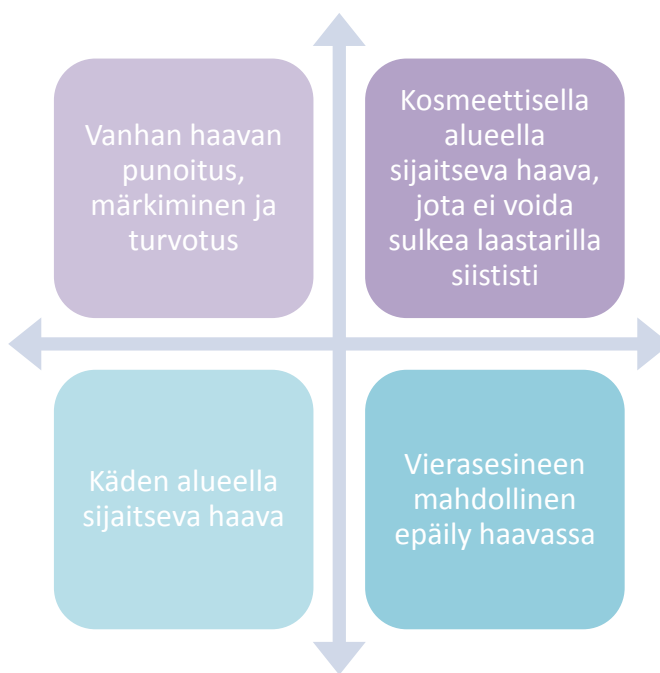 Vanhan haavan
punoitus,
märkiminen ja
turvotus
Kosmeettisella
alueella
sijaitseva haava,
jota ei voida
sulkea laastarilla
siististi
Käden alueella
sijaitseva haava
Vierasesineen
mahdollinen
epäily haavassa